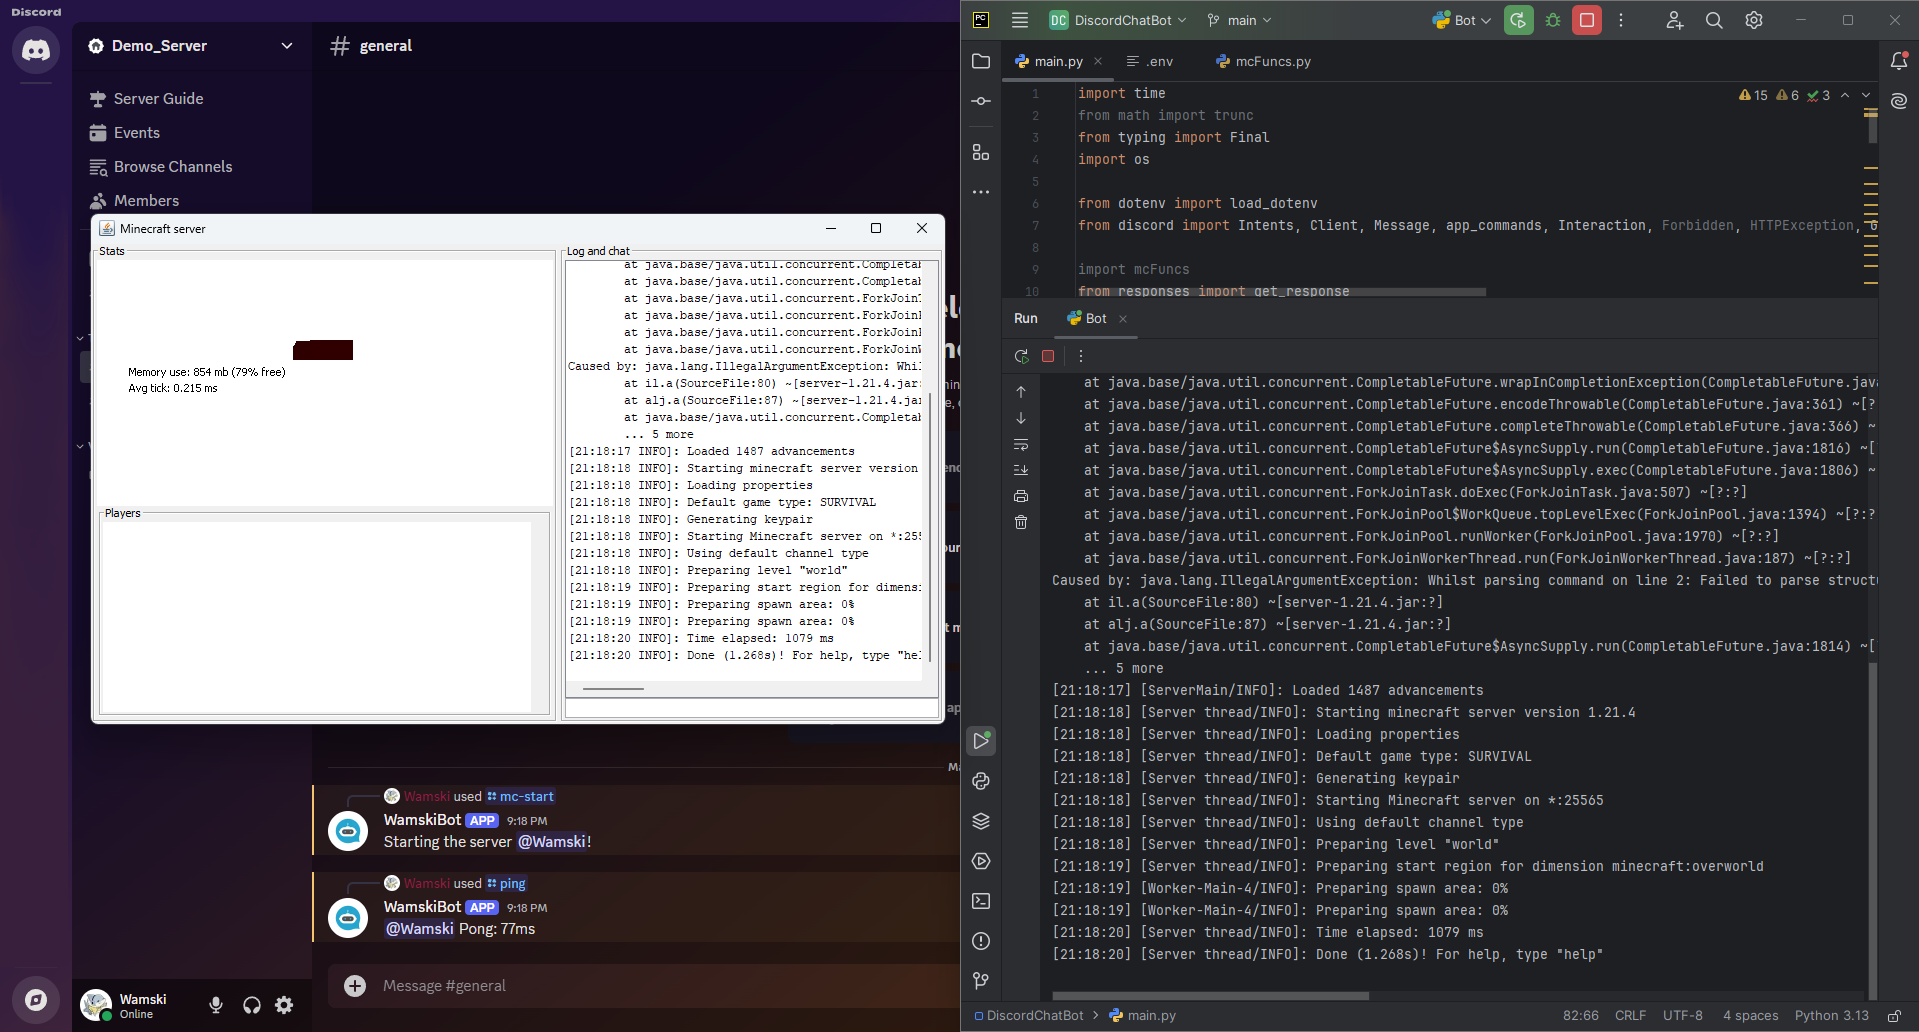 Discord
Demo_Server
Server Guide
Events
Browse Channels
Members
general
Minecraft server
Stats
Memory use: 854 mb (79% free)
Avg tick: 0.215 ms
Players
Log and chat
at java.base/java.util.concurrent.Completab
at java.base/java.util.concurrent.Completab
at java.base/java.util.concurrent.ForkJoin
at java.base/java.util.concurrent.ForkJoin
at java.base/java.util.concurrent.ForkJoin
at java.base/java.util.concurrent.ForkJoin
Caused by: java.lang.IllegalArgumentException: Whil
at il.a(SourceFile:80) ~[server-1.21.4.jar:
at alj.a(SourceFile:87) ~[server-1.21.4.jar
at java.base/java.util.concurrent.Completab
... 5 more
[21:18:17 INFO]: Loaded 1487 advancements
[21:18:18 INFO]: Starting minecraft server version
[21:18:18 INFO]: Loading properties
[21:18:18 INFO]: Default game type: SURVIVAL
[21:18:18 INFO]: Generating keypair
[21:18:18 INFO]: Starting Minecraft server on *:255
[21:18:18 INFO]: Using default channel type
[21:18:18 INFO]: Preparing level "world"
[21:18:19 INFO]: Preparing start region for dimensi
[21:18:19 INFO]: Preparing spawn area: 0%
[21:18:19 INFO]: Preparing spawn area: 0%
[21:18:20 INFO]: Time elapsed: 1079 ms
[21:18:20 INFO]: Done (1.268s)! For help, type "hel
Wamski used mc-start
WamskiBot APP 9:18 PM
Starting the server @Wamski!
Wamski used ping
WamskiBot APP 9:18 PM
@Wamski Pong: 77ms
Message #general
Wamski
Online
PC
DC DiscordChatBot main Bot
main.py .env mcFuncs.py
15 6 3
1 import time
2 from math import trunc
3 from typing import Final
4 import os
5
6 from dotenv import load_dotenv
7 from discord import Intents, Client, Message, app_commands, Interaction, Forbidden, HTTPException,
8
9 import mcFuncs
10 from responses import get_response
Run Bot
at java.base/java.util.concurrent.CompletableFuture.wrapInCompletionException(CompletableFuture.java
at java.base/java.util.concurrent.CompletableFuture.encodeThrowable(CompletableFuture.java:361) ~[?
at java.base/java.util.concurrent.CompletableFuture.completeThrowable(CompletableFuture.java:366) ~
at java.base/java.util.concurrent.CompletableFuture$AsyncSupply.run(CompletableFuture.java:1816) ~[
at java.base/java.util.concurrent.CompletableFuture$AsyncSupply.exec(CompletableFuture.java:1806) ~
at java.base/java.util.concurrent.ForkJoinTask.doExec(ForkJoinTask.java:507) ~[?:?]
at java.base/java.util.concurrent.ForkJoinPool$WorkQueue.topLevelExec(ForkJoinPool.java:1394) ~[?:?
at java.base/java.util.concurrent.ForkJoinPool.runWorker(ForkJoinPool.java:1970) ~[?:?]
at java.base/java.util.concurrent.ForkJoinWorkerThread.run(ForkJoinWorkerThread.java:187) ~[?:?]
Caused by: java.lang.IllegalArgumentException: Whilst parsing command on line 2: Failed to parse struct
at il.a(SourceFile:80) ~[server-1.21.4.jar:?]
at alj.a(SourceFile:87) ~[server-1.21.4.jar:?]
at java.base/java.util.concurrent.CompletableFuture$AsyncSupply.run(CompletableFuture.java:1814) ~[
... 5 more
[21:18:17] [ServerMain/INFO]: Loaded 1487 advancements
[21:18:18] [Server thread/INFO]: Starting minecraft server version 1.21.4
[21:18:18] [Server thread/INFO]: Loading properties
[21:18:18] [Server thread/INFO]: Default game type: SURVIVAL
[21:18:18] [Server thread/INFO]: Generating keypair
[21:18:18] [Server thread/INFO]: Starting Minecraft server on *:25565
[21:18:18] [Server thread/INFO]: Using default channel type
[21:18:18] [Server thread/INFO]: Preparing level "world"
[21:18:19] [Server thread/INFO]: Preparing start region for dimension minecraft:overworld
[21:18:19] [Worker-Main-4/INFO]: Preparing spawn area: 0%
[21:18:19] [Worker-Main-4/INFO]: Preparing spawn area: 0%
[21:18:20] [Server thread/INFO]: Time elapsed: 1079 ms
[21:18:20] [Server thread/INFO]: Done (1.268s)! For help, type "help"
DiscordChatBot > main.py
82:66 CRLF UTF-8 4 spaces Python 3.13